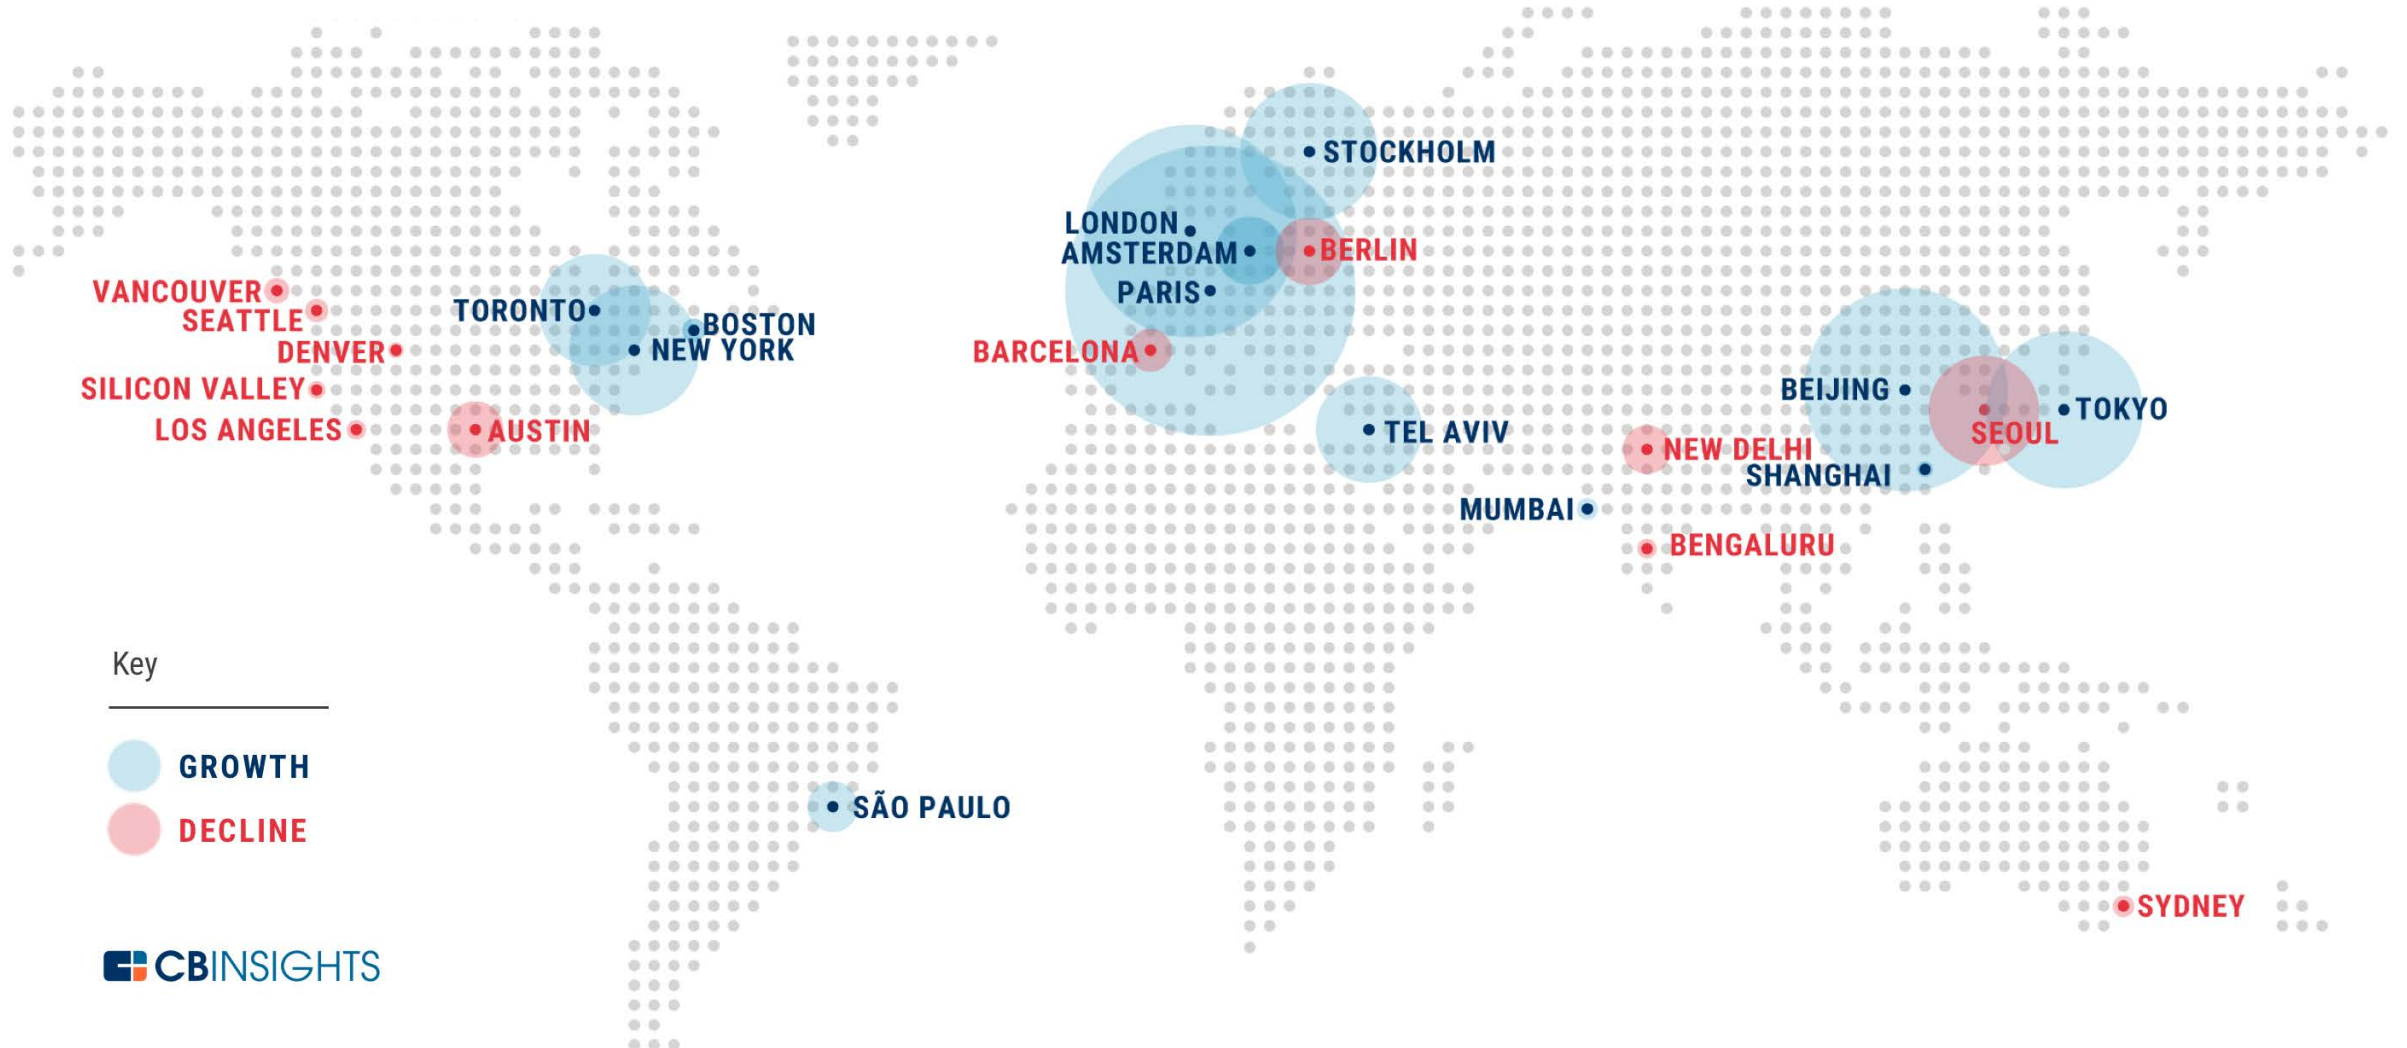 STOCKHOLM
LONDON
AMSTERDAM
BERLIN
PARIS
VANCOUVER
SEATTLE
TORONTO
BOSTON
DENVER
NEW YORK
BARCELONA
SILICON VALLEY
LOS ANGELES
AUSTIN
TEL AVIV
BEIJING
TOKYO
SEOUL
NEW DELHI
SHANGHAI
MUMBAI
BENGALURU
Key
GROWTH
DECLINE
SÃO PAULO
SYDNEY
CBINSIGHTS